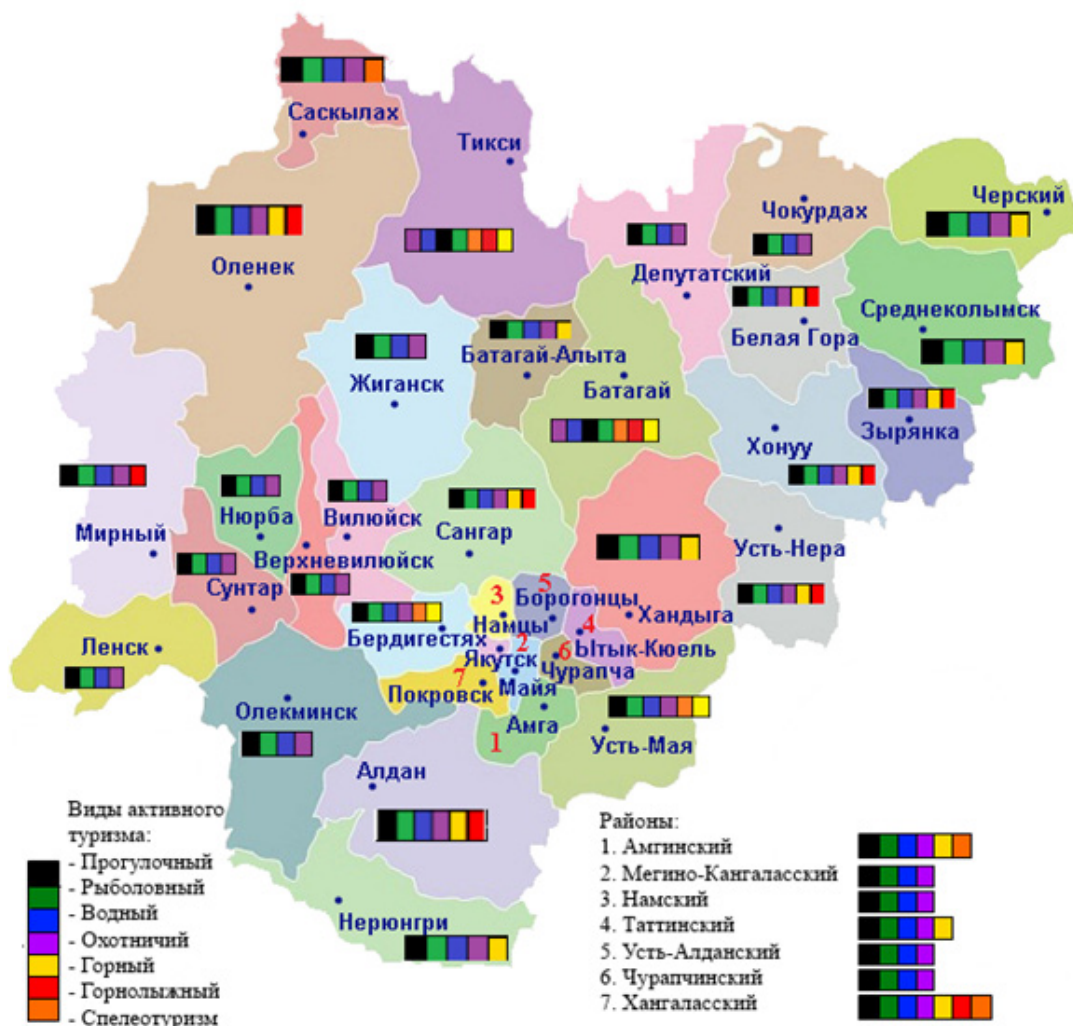 Саскылах
Тикси
Оленек
Чокурдах
Черский
Депутатский
Белая Гора
Среднеколымск
Жиганск
Батагай-Алыта
Батагай
Хонуу
Зырянка
Мирный
Нюрба
Вилюйск
Верхневилюйск
Сангар
Усть-Нера
Сунтар
Ленск
Бердигестях
3
Намцы
5
Борогонцы
4
Ытык-Кюель
Хандыга
Якутск
2
6
Чурапча
Майя
7
Покровск
Амга
1
Усть-Мая
Олекминск
Алдан
Нерюнгри
Виды активного
туризма:
- Прогулочный
- Рыболовный
- Водный
- Охотничий
- Горный
- Горнолыжный
- Спелеотуризм
Районы:
1. Амгинский
2. Мегино-Кангаласский
3. Намский
4. Таттинский
5. Усть-Алданский
6. Чурапчинский
7. Хангаласский